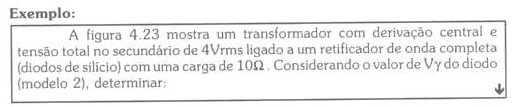 Exemplo:
A figura 4.23 mostra um transformador com derivação central e
tensão total no secundário de 4Vrms ligado a um retificador de onda completa
(diodos de silício) com uma carga de 10Ω. Considerando o valor de Vγ do diodo
(modelo 2), determinar: